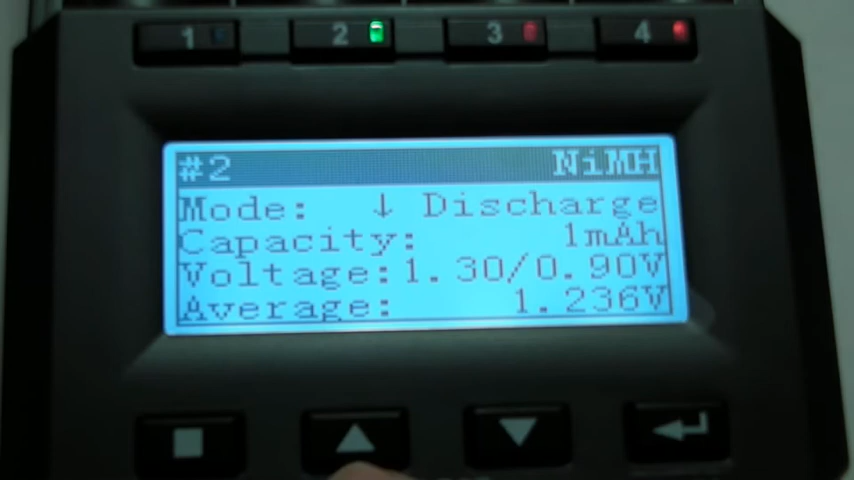 1 2 3 4
#2 NiMH
Mode: ↓ Discharge
Capacity: 1mAh
Voltage:1.30/0.90V
Average: 1.236V